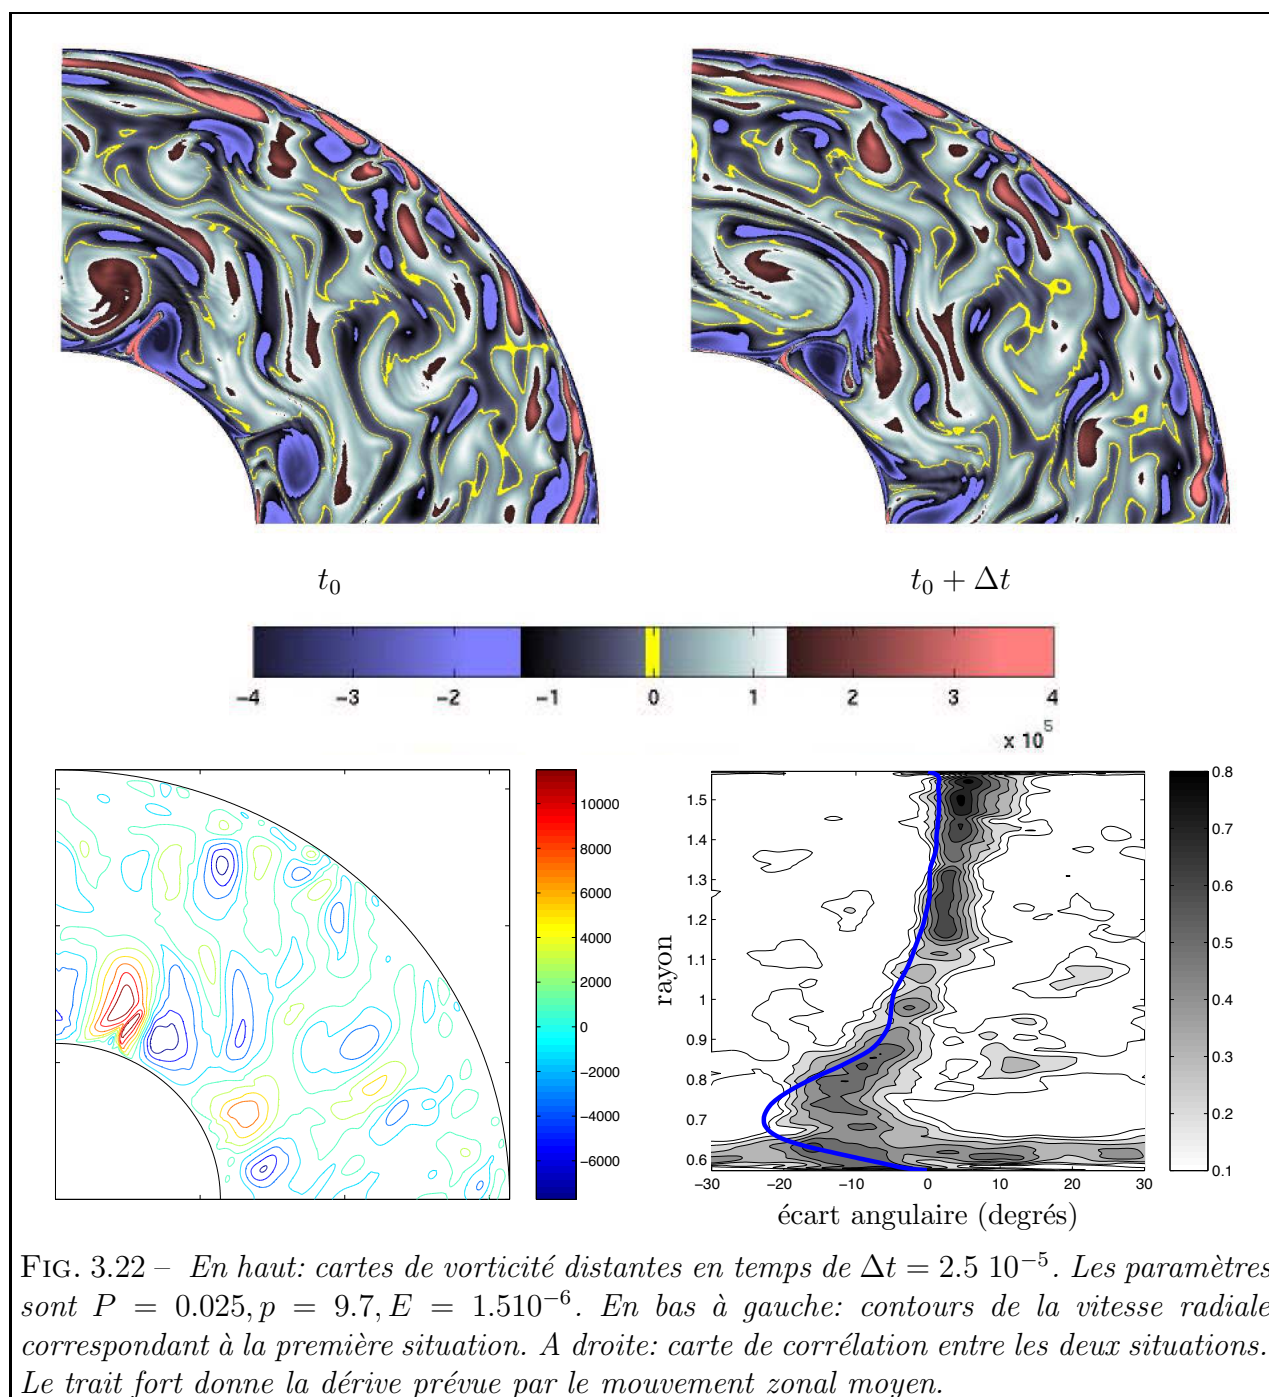 t₀
t₀ + Δt
−4 −3 −2 −1 0 1 2 3 4
x 10⁵
10000
8000
6000
4000
2000
0
−2000
−4000
−6000
rayon
1.5
1.4
1.3
1.2
1.1
1
0.9
0.8
0.7
0.6
−30 −20 −10 0 10 20 30
écart angulaire (degrés)
0.8
0.7
0.6
0.5
0.4
0.3
0.2
0.1
FIG. 3.22 – En haut: cartes de vorticité distantes en temps de Δt = 2.5 10⁻⁵. Les paramètres
sont P = 0.025, p = 9.7, E = 1.510⁻⁶. En bas à gauche: contours de la vitesse radiale
correspondant à la première situation. A droite: carte de corrélation entre les deux situations.
Le trait fort donne la dérive prévue par le mouvement zonal moyen.